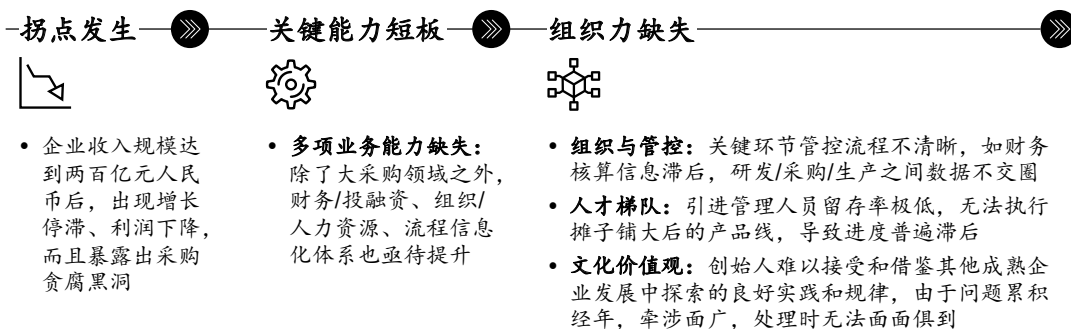 拐点发生
关键能力短板
组织力缺失
• 企业收入规模达
到两百亿元人民
币后，出现增长
停滞、利润下降，
而且暴露出采购
贪腐黑洞
• 多项业务能力缺失：
除了大采购领域之外，
财务/投融资、组织/
人力资源、流程信息
化体系也亟待提升
• 组织与管控：关键环节管控流程不清晰，如财务
核算信息滞后，研发/采购/生产之间数据不交圈
• 人才梯队：引进管理人员留存率极低，无法执行
摊子铺大后的产品线，导致进度普遍滞后
• 文化价值观：创始人难以接受和借鉴其他成熟企
业发展中探索的良好实践和规律，由于问题累积
经年，牵涉面广，处理时无法面面俱到